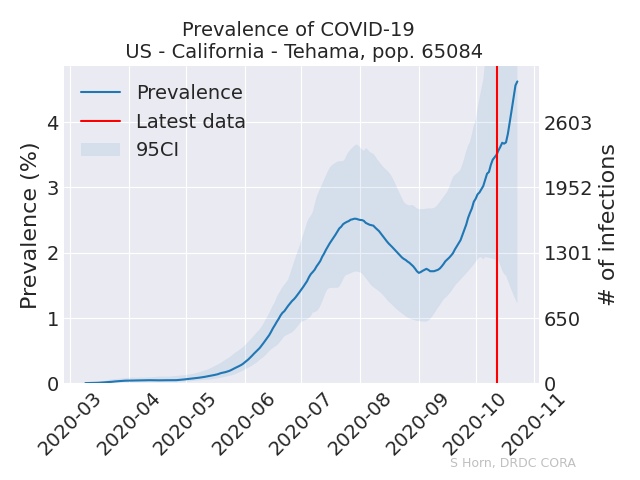 Prevalence of COVID-19
US - California - Tehama, pop. 65084
Prevalence
Latest data
95CI
Prevalence (%)
4
3
2
1
0
2603
1952
1301
650
0
# of infections
2020-03
2020-04
2020-05
2020-06
2020-07
2020-08
2020-09
2020-10
2020-11
S Horn, DRDC CORA